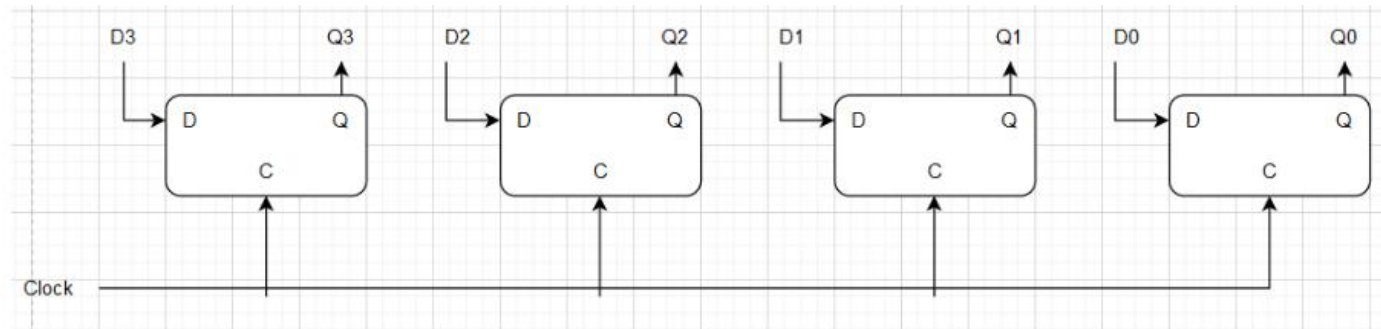 D3 Q3 D2 Q2 D1 Q1 D0 Q0
D Q D Q D Q D Q
C C C C
Clock